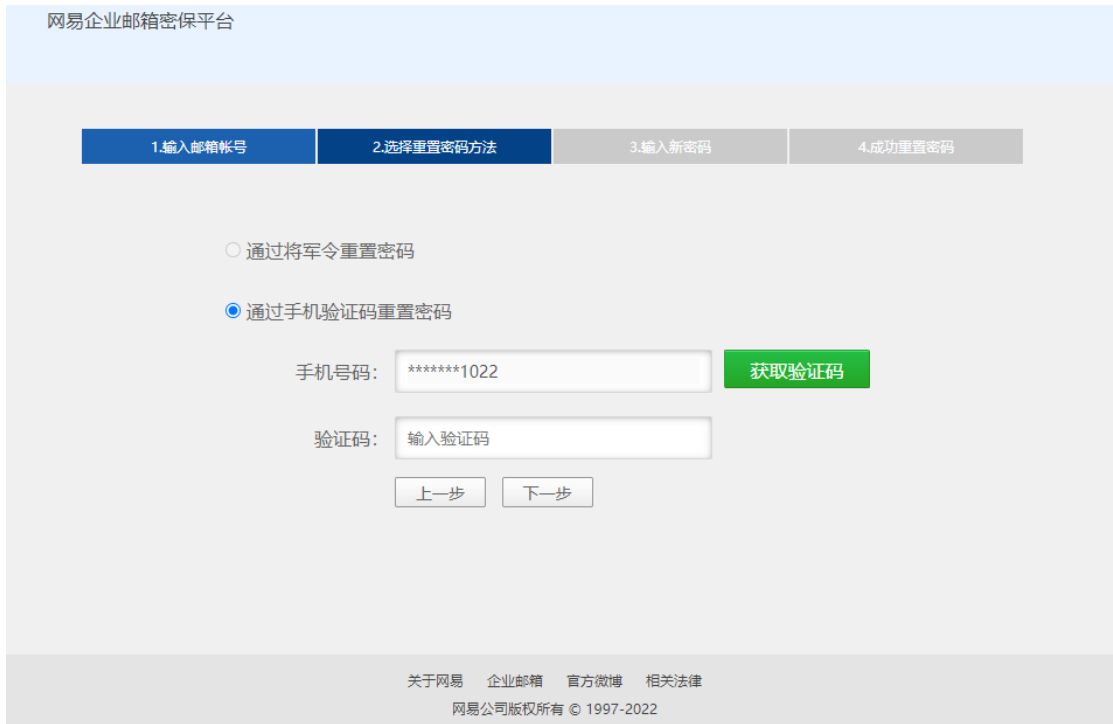 网易企业邮箱密保平台
1.输入邮箱帐号 2.选择重置密码方法 3.输入新密码 4.成功重置密码
通过将军令重置密码
通过手机验证码重置密码
手机号码： *******1022 获取验证码
验证码： 输入验证码
上一步 下一步
关于网易 企业邮箱 官方微博 相关法律
网易公司版权所有 © 1997-2022